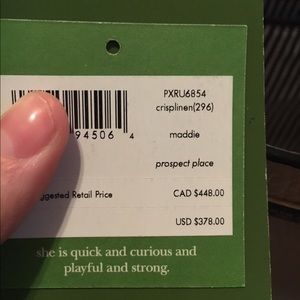 PXRU6854
crisplinen(296)
94506 4
maddie
prospect place
ggested Retail Price CAD $448.00
USD $378.00
she is quick and curious and
playful and strong.